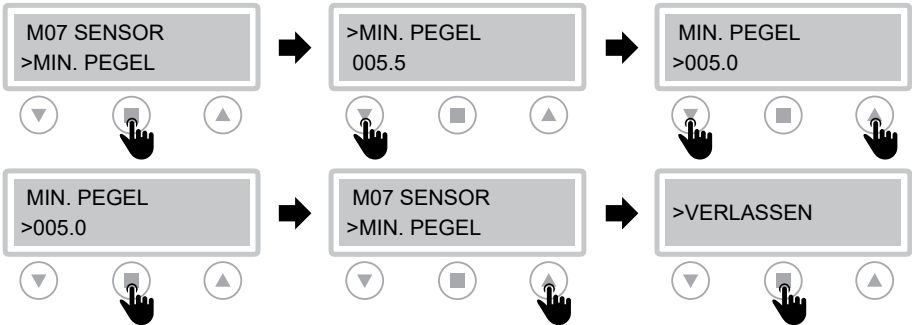 M07 SENSOR
>MIN. PEGEL
>MIN. PEGEL
005.5
MIN. PEGEL
>005.0
MIN. PEGEL
>005.0
M07 SENSOR
>MIN. PEGEL
>VERLASSEN